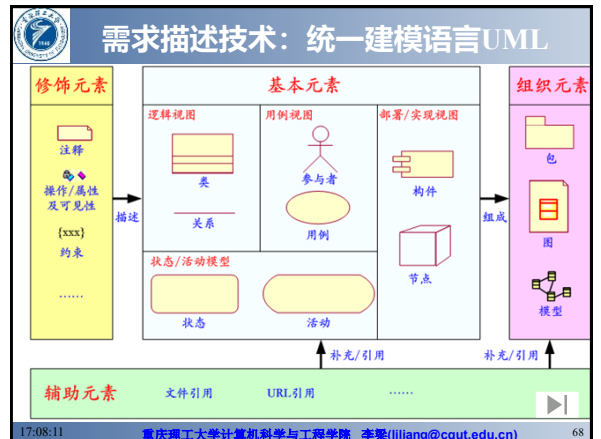 需求描述技术：统一建模语言UML
修饰元素
注释
操作/属性
及可见性
{xxx}
约束
……
描述
基本元素
逻辑视图
类
关系
用例视图
参与者
用例
部署/实现视图
构件
节点
状态/活动模型
状态
活动
组成
组织元素
包
图
模型
补充/引用
补充/引用
辅助元素
文件引用
URL引用
……
17:08:11
重庆理工大学计算机科学与工程学院 李梁(liliang@cqut.edu.cn)
68